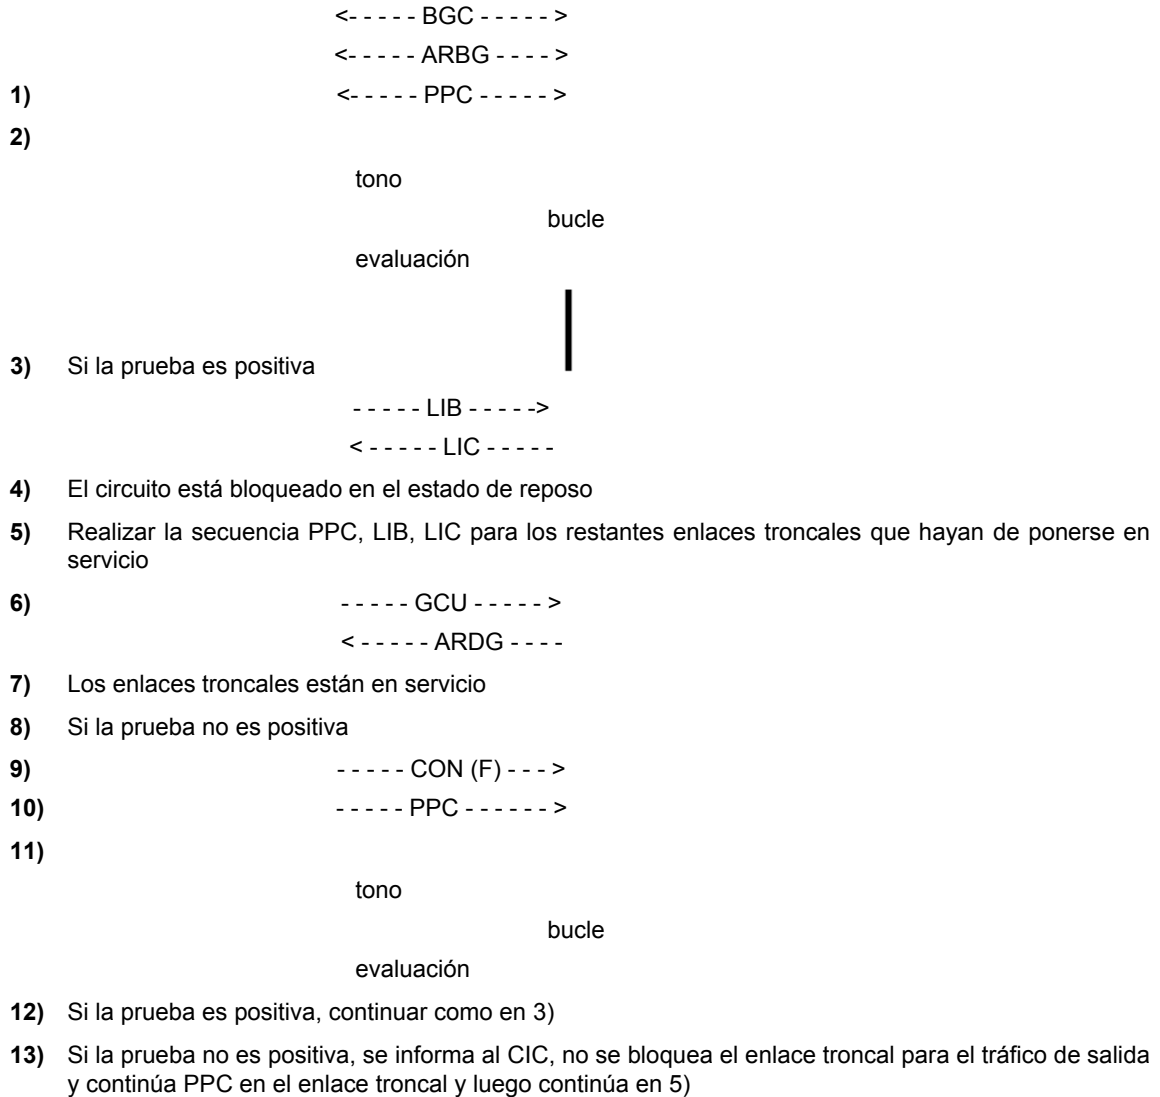 <- - - - - BGC - - - - - >
<- - - - - ARBG - - - - >
1) <- - - - - PPC - - - - - >
2)
tono
bucle
evaluación
3) Si la prueba es positiva
- - - - - LIB - - - - ->
< - - - - - LIC - - - - -
4) El circuito está bloqueado en el estado de reposo
5) Realizar la secuencia PPC, LIB, LIC para los restantes enlaces troncales que hayan de ponerse en
servicio
6) - - - - - GCU - - - - - >
< - - - - - ARDG - - - -
7) Los enlaces troncales están en servicio
8) Si la prueba no es positiva
9) - - - - - CON (F) - - - >
10) - - - - - PPC - - - - - - >
11)
tono
bucle
evaluación
12) Si la prueba es positiva, continuar como en 3)
13) Si la prueba no es positiva, se informa al CIC, no se bloquea el enlace troncal para el tráfico de salida
y continúa PPC en el enlace troncal y luego continúa en 5)